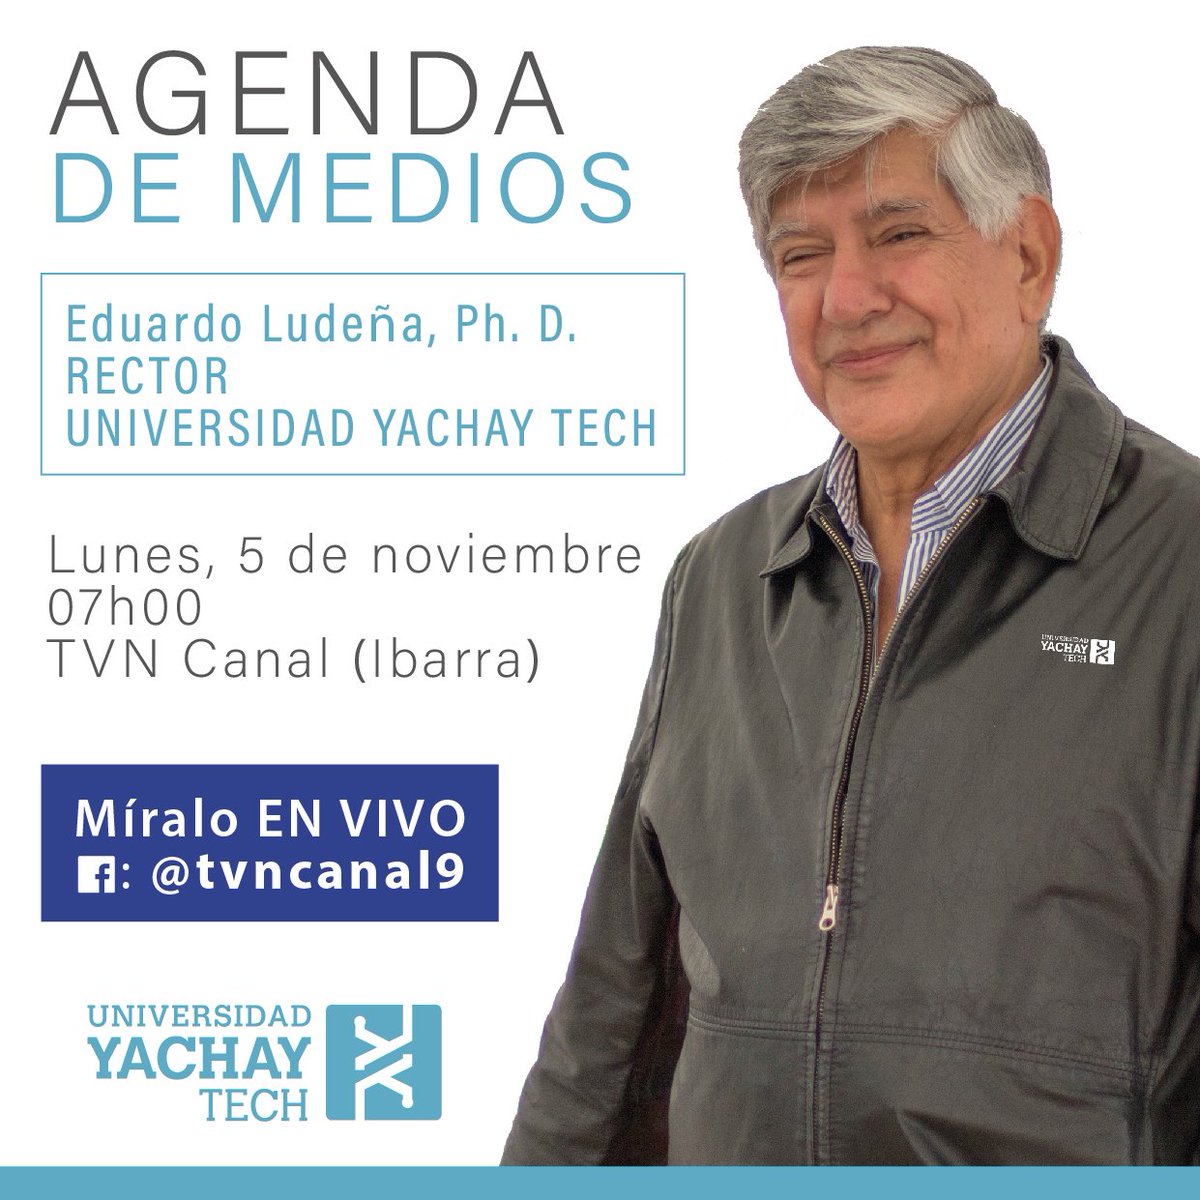 AGENDA
DE MEDIOS
Eduardo Ludeña, Ph. D.
RECTOR
UNIVERSIDAD YACHAY TECH
Lunes, 5 de noviembre
07h00
TVN Canal (Ibarra)
Míralo EN VIVO
: @tvncanal9
UNIVERSIDAD
YACHAY
TECH
UNIVERSIDAD
YACHAY
TECH